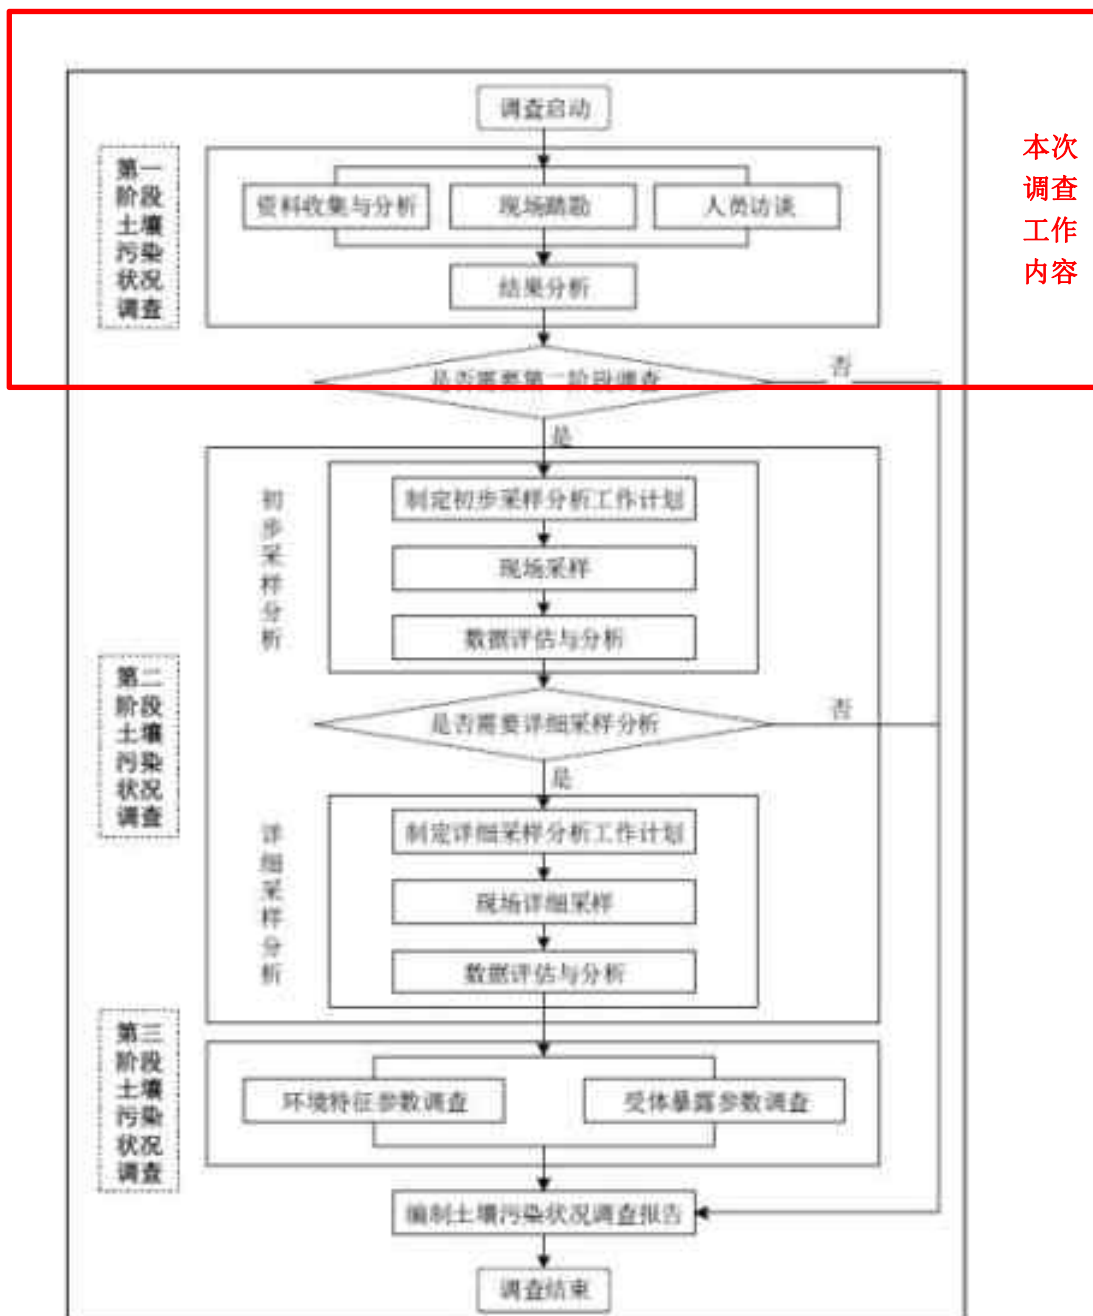 调查启动
本次
调查
工作
内容
第一
阶段
土壤
污染
状况
调查
资料收集与分析
现场踏勘
人员访谈
结果分析
是否需要第二阶段调查
否
是
初步采样分析
制定初步采样分析工作计划
现场采样
数据评估与分析
第二
阶段
土壤
污染
状况
调查
是否需要详细采样分析
否
是
详细采样分析
制定详细采样分析工作计划
现场详细采样
数据评估与分析
第三
阶段
土壤
污染
状况
调查
环境特征参数调查
受体暴露参数调查
编制土壤污染状况调查报告
调查结束